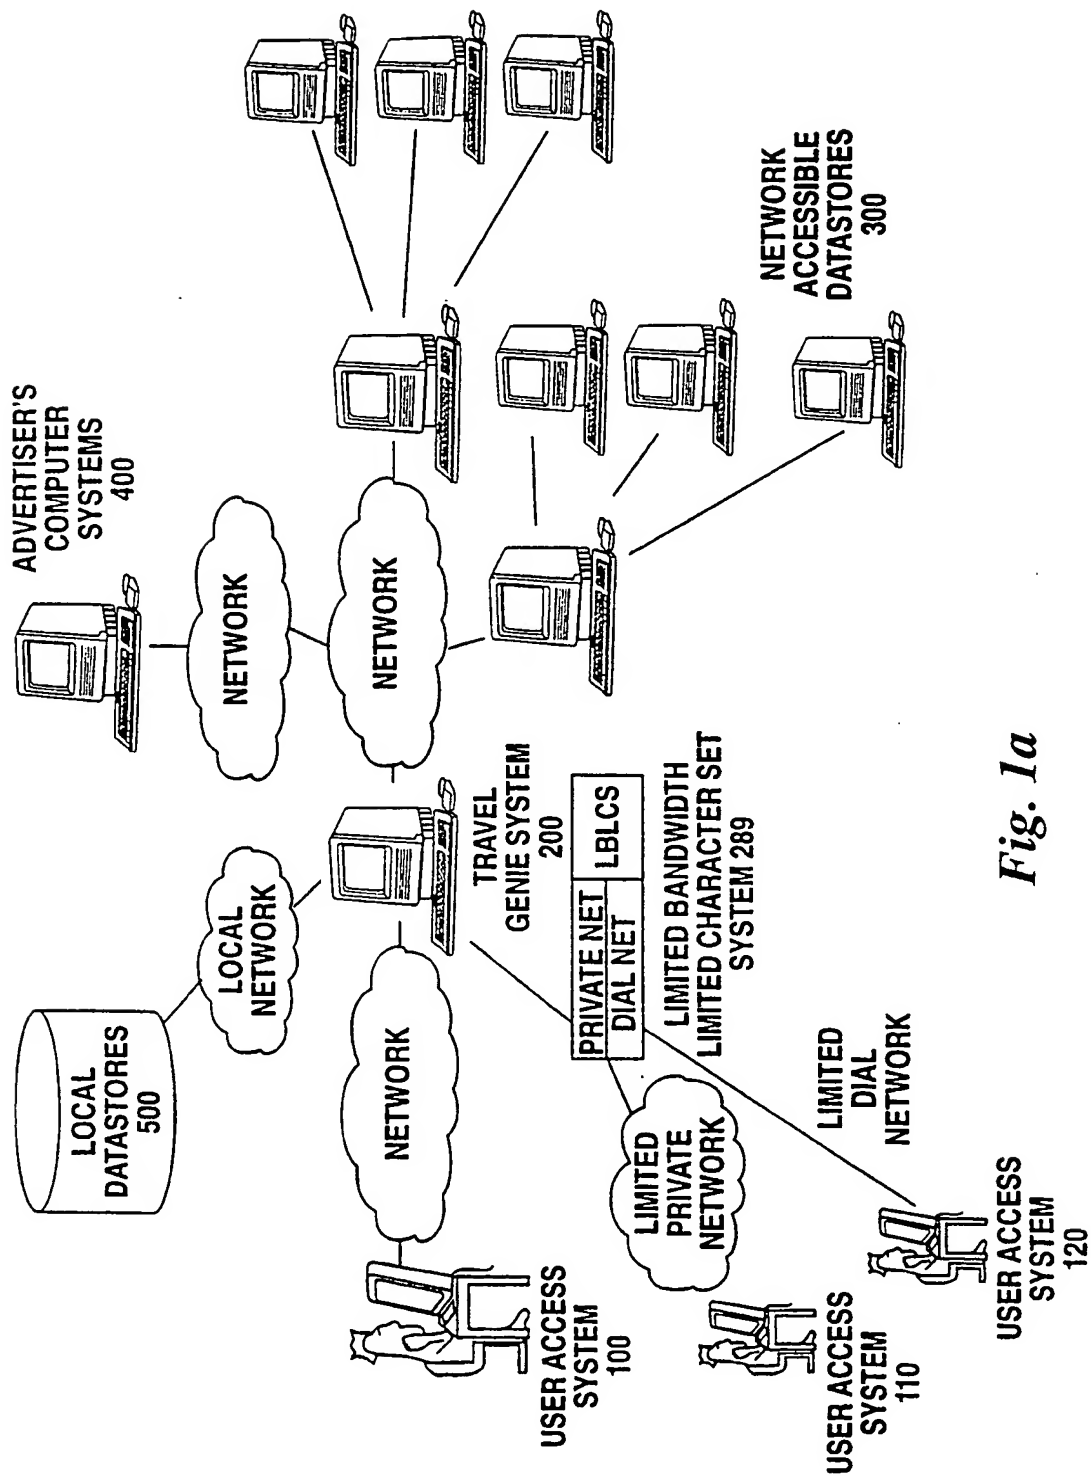 LOCAL
DATASTORES
500
LOCAL
NETWORK
ADVERTISER'S
COMPUTER
SYSTEMS
400
NETWORK
USER ACCESS
SYSTEM
100
NETWORK
TRAVEL
GENIE SYSTEM
200
NETWORK
LIMITED
PRIVATE
NETWORK
PRIVATE NET
DIAL NET
LBLCS
LIMITED BANDWIDTH
LIMITED CHARACTER SET
SYSTEM 289
USER ACCESS
SYSTEM
110
LIMITED
DIAL
NETWORK
USER ACCESS
SYSTEM
120
NETWORK
ACCESSIBLE
DATASTORES
300
Fig. 1a